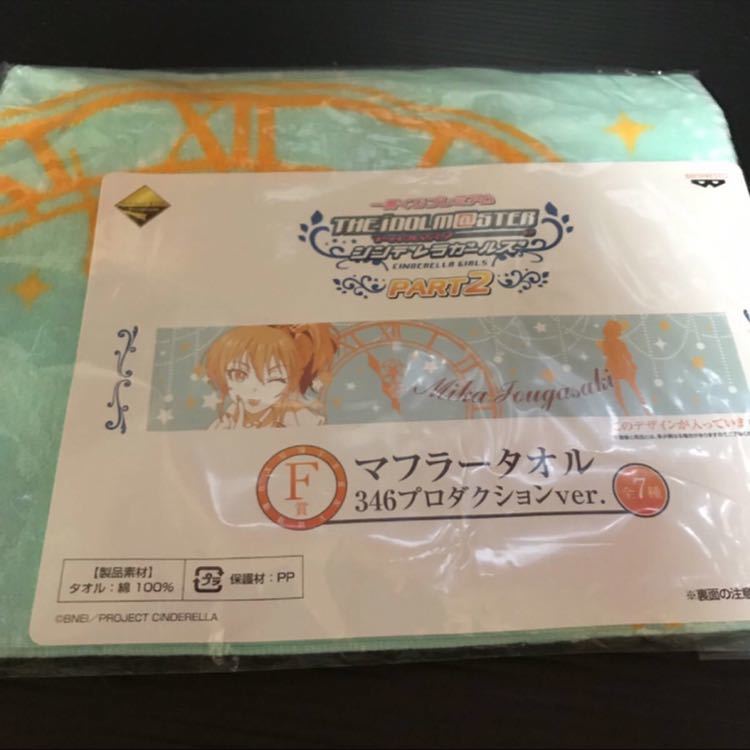 XII
一番くじプレミアム
THE IDOLM@STER
シンデレラガールズ
CINDERELLA GIRLS
PART2
BANPRESTO
Mika Jougasaki
このデザインが入っています
F賞
マフラータオル
346プロダクションver.
全7種
【製品素材】
タオル：綿 100%
プラ
保護材：PP
※裏面の注意
©BNEI／PROJECT CINDERELLA